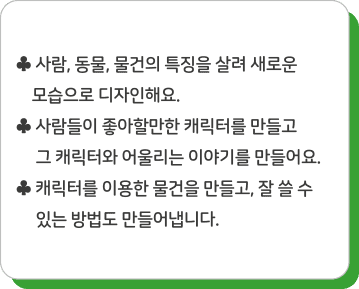 ♣ 사람, 동물, 물건의 특징을 살려 새로운
모습으로 디자인해요.
♣ 사람들이 좋아할만한 캐릭터를 만들고
그 캐릭터와 어울리는 이야기를 만들어요.
♣ 캐릭터를 이용한 물건을 만들고, 잘 쓸 수
있는 방법도 만들어냅니다.